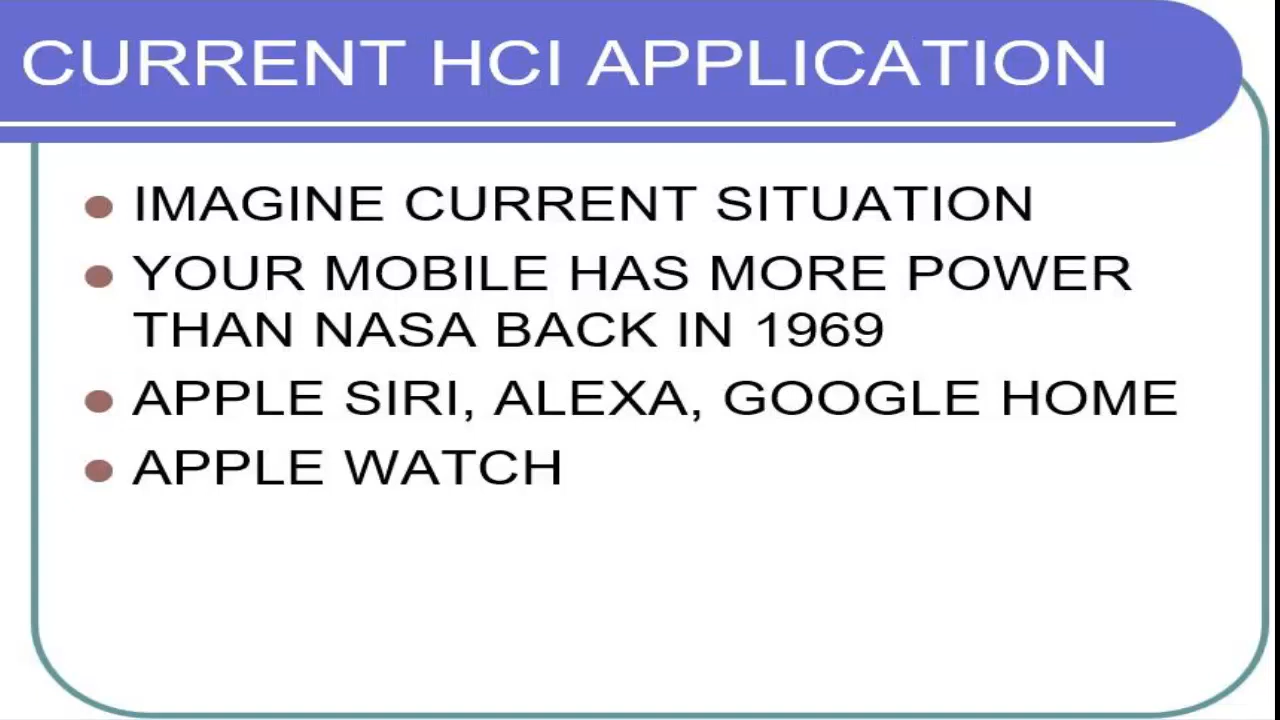 CURRENT HCI APPLICATION
IMAGINE CURRENT SITUATION
YOUR MOBILE HAS MORE POWER
THAN NASA BACK IN 1969
APPLE SIRI, ALEXA, GOOGLE HOME
APPLE WATCH